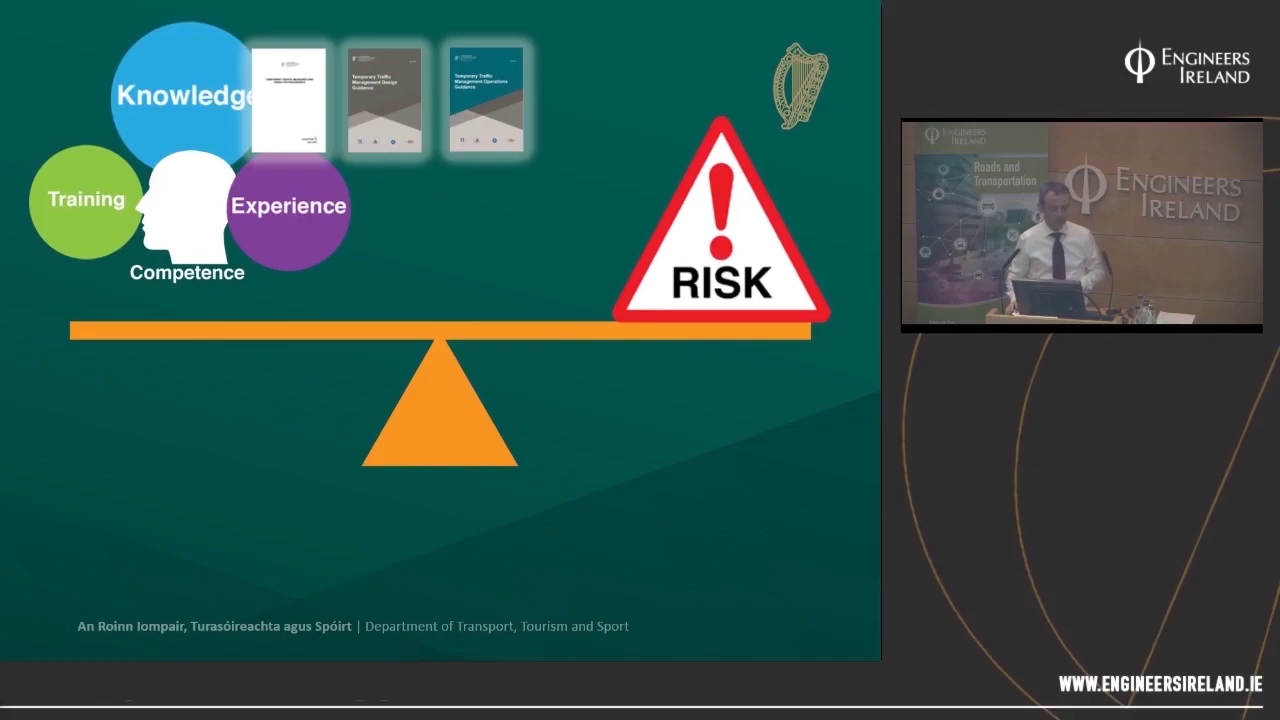 Knowledge
Training
Experience
Competence
Temporary Traffic
Management Design
Guidance
Temporary Traffic
Management Operations
Guidance
RISK
An Roinn Iompair, Turasóireachta agus Spóirt | Department of Transport, Tourism and Sport
ENGINEERS
IRELAND
ENGINEERS
IRELAND
Roads and
Transportation
ENGINEERS
IRELAND
WWW.ENGINEERSIRELAND.IE